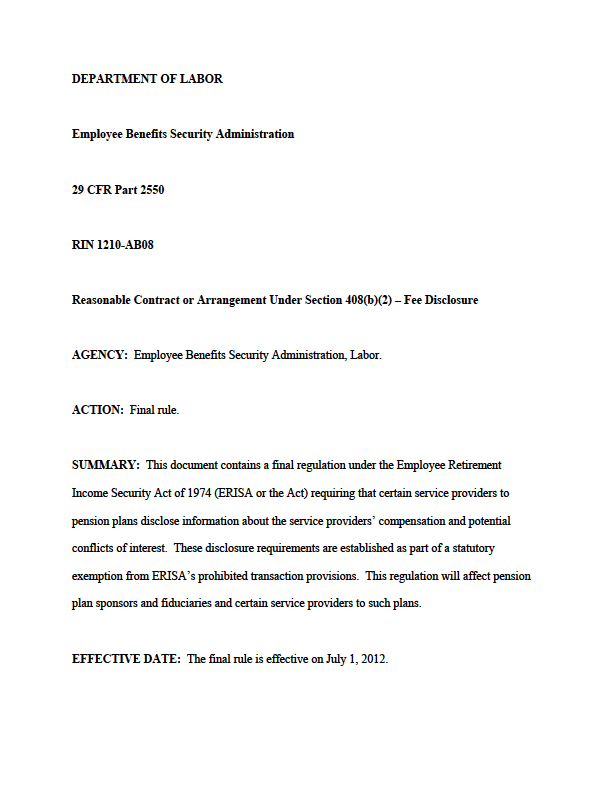 DEPARTMENT OF LABOR
Employee Benefits Security Administration
29 CFR Part 2550
RIN 1210-AB08
Reasonable Contract or Arrangement Under Section 408(b)(2) – Fee Disclosure
AGENCY:  Employee Benefits Security Administration, Labor.
ACTION:  Final rule.
SUMMARY:  This document contains a final regulation under the Employee Retirement
Income Security Act of 1974 (ERISA or the Act) requiring that certain service providers to
pension plans disclose information about the service providers’ compensation and potential
conflicts of interest.  These disclosure requirements are established as part of a statutory
exemption from ERISA’s prohibited transaction provisions.  This regulation will affect pension
plan sponsors and fiduciaries and certain service providers to such plans.
EFFECTIVE DATE:  The final rule is effective on July 1, 2012.